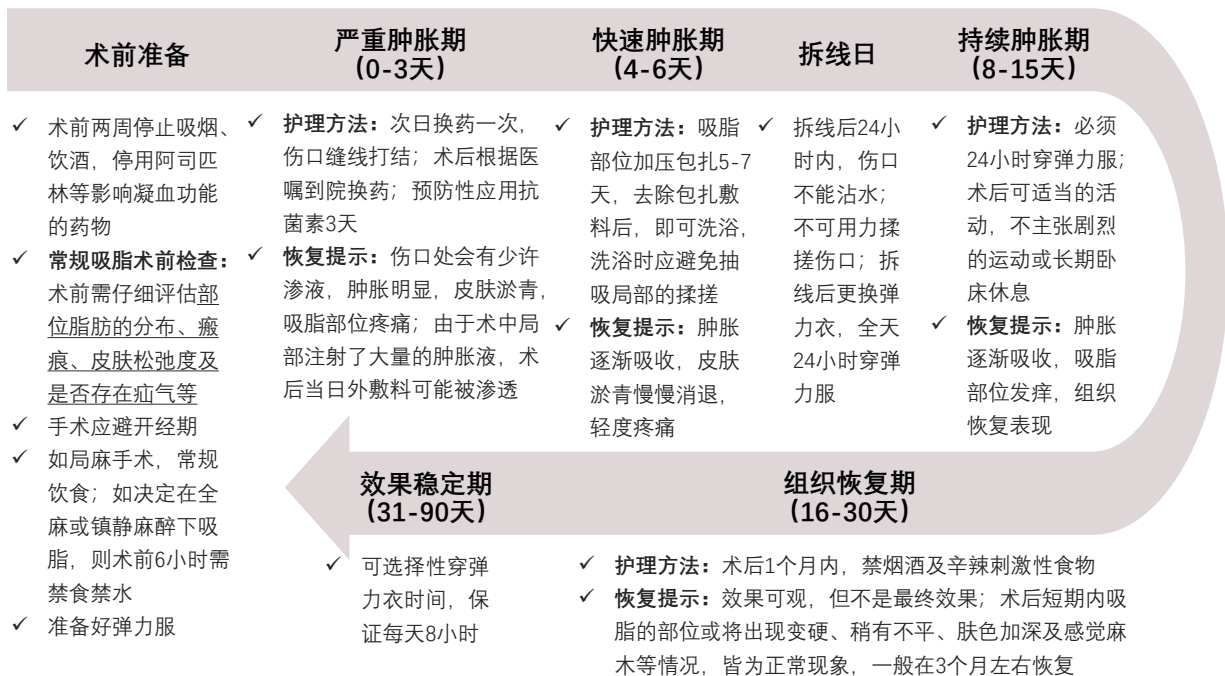 术前准备
✓ 术前两周停止吸烟、
饮酒，停用阿司匹
林等影响凝血功能
的药物
✓ 常规吸脂术前检查：
术前需仔细评估部
位脂肪的分布、瘢
痕、皮肤松弛度及
是否存在疝气等
✓ 手术应避开经期
✓ 如局麻手术，常规
饮食；如决定在全
麻或镇静麻醉下吸
脂，则术前6小时需
禁食禁水
✓ 准备好弹力服
严重肿胀期
(0-3天)
✓ 护理方法：次日换药一次，
伤口缝线打结；术后根据医
嘱到院换药；预防性应用抗
菌素3天
✓ 恢复提示：伤口处会有少许
渗液，肿胀明显，皮肤淤青，
吸脂部位疼痛；由于术中局
部注射了大量的肿胀液，术
后当日外敷料可能被渗透
快速肿胀期
(4-6天)
✓ 护理方法：吸脂
部位加压包扎5-7
天，去除包扎敷
料后，即可洗浴，
洗浴时应避免抽
吸局部的揉搓
✓ 恢复提示：肿胀
逐渐吸收，皮肤
淤青慢慢消退，
轻度疼痛
拆线日
✓ 拆线后24小
时内，伤口
不能沾水；
不可用力揉
搓伤口；拆
线后更换弹
力衣，全天
24小时穿弹
力服
持续肿胀期
(8-15天)
✓ 护理方法：必须
24小时穿弹力服；
术后可适当的活
动，不主张剧烈
的运动或长期卧
床休息
✓ 恢复提示：肿胀
逐渐吸收，吸脂
部位发痒，组织
恢复表现
组织恢复期
(16-30天)
✓ 护理方法：术后1个月内，禁烟酒及辛辣刺激性食物
✓ 恢复提示：效果可观，但不是最终效果；术后短期内吸
脂的部位或将出现变硬、稍有不平、肤色加深及感觉麻
木等情况，皆为正常现象，一般在3个月左右恢复
效果稳定期
(31-90天)
✓ 可选择性穿弹
力衣时间，保
证每天8小时